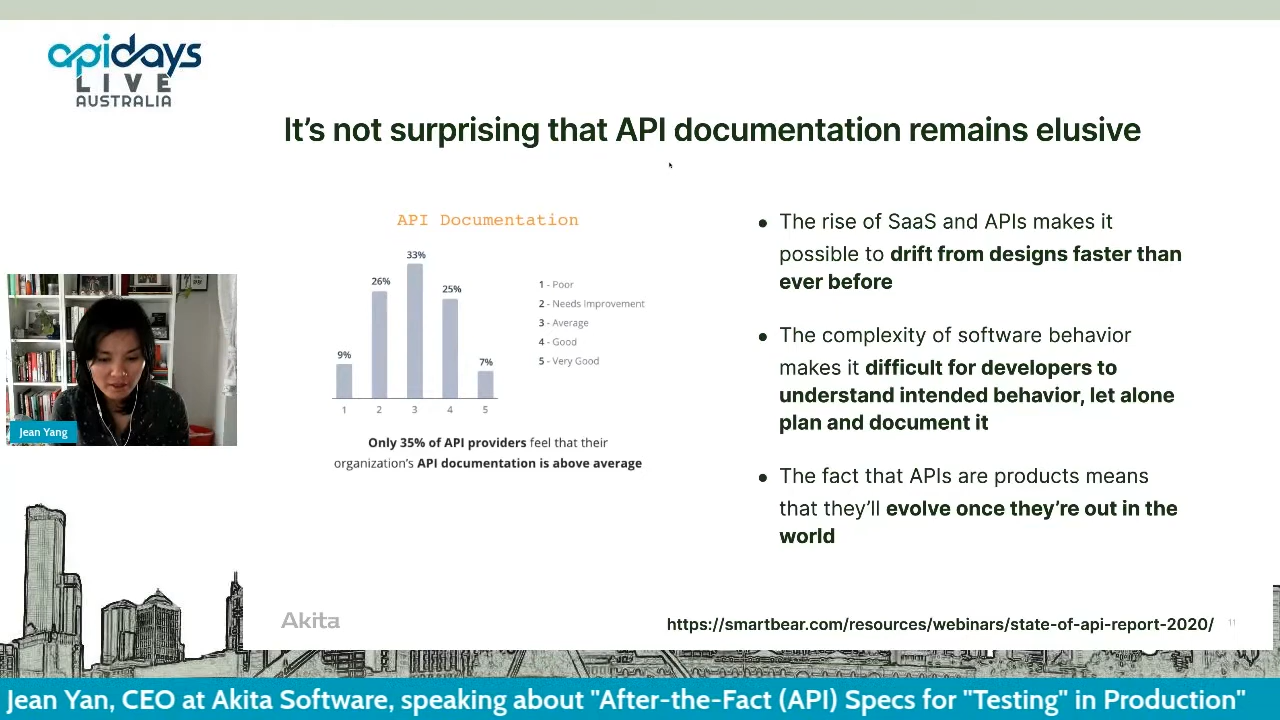 apidays
LIVE
AUSTRALIA
It's not surprising that API documentation remains elusive
API Documentation
33%
26%
25%
9%
7%
1 2 3 4 5
1 - Poor
2 - Needs Improvement
3 - Average
4 - Good
5 - Very Good
Only 35% of API providers feel that their
organization's API documentation is above average
• The rise of SaaS and APIs makes it
possible to drift from designs faster than
ever before
• The complexity of software behavior
makes it difficult for developers to
understand intended behavior, let alone
plan and document it
• The fact that APIs are products means
that they'll evolve once they're out in the
world
Jean Yang
Akita
https://smartbear.com/resources/webinars/state-of-api-report-2020/
11
Jean Yan, CEO at Akita Software, speaking about "After-the-Fact (API) Specs for "Testing" in Production"